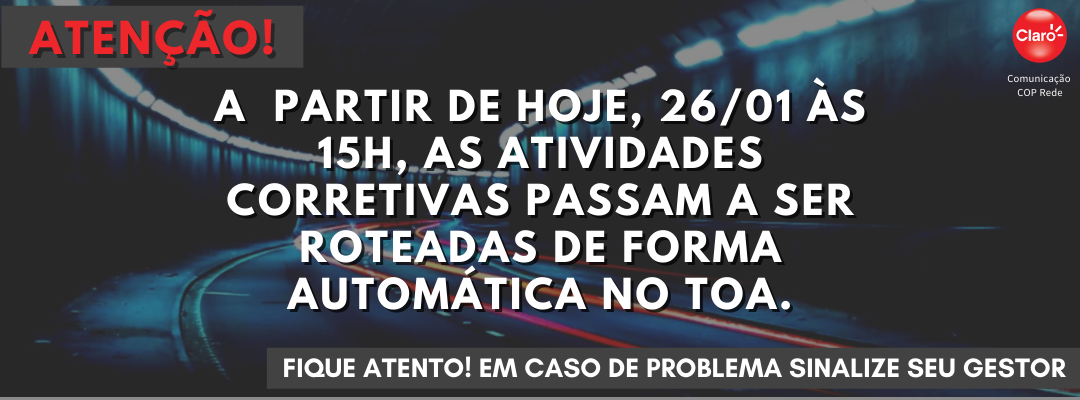 ATENÇÃO!
Claro
Comunicação
COP Rede
A PARTIR DE HOJE, 26/01 ÀS
15H, AS ATIVIDADES
CORRETIVAS PASSAM A SER
ROTEADAS DE FORMA
AUTOMÁTICA NO TOA.
FIQUE ATENTO! EM CASO DE PROBLEMA SINALIZE SEU GESTOR